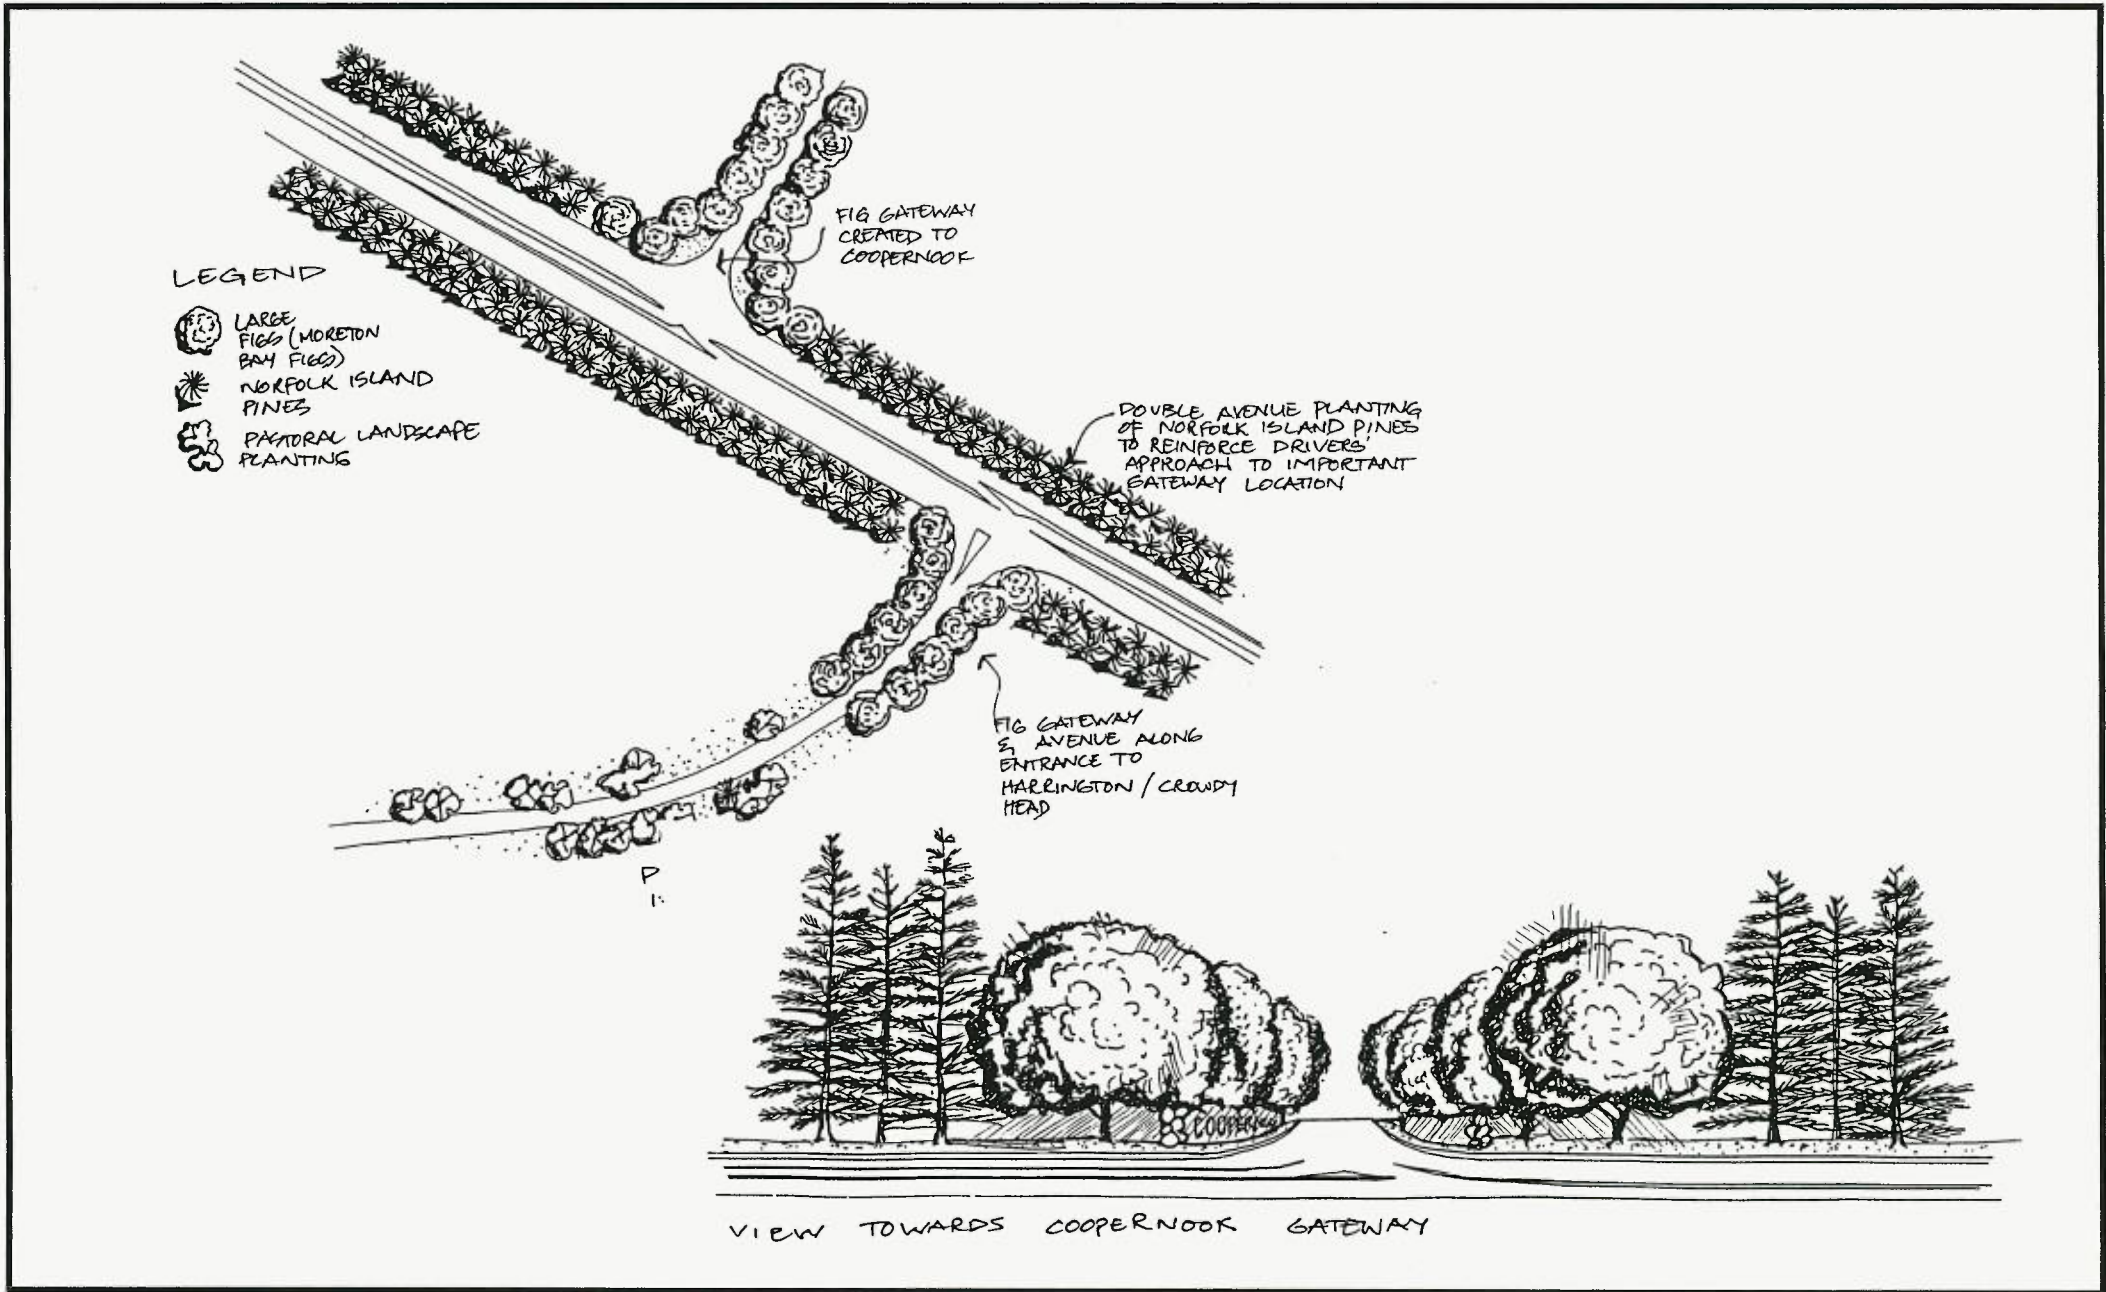 FIG GATEWAY
CREATED TO
COOPERNOOK
LEGEND
LARGE
FIGS (MORETON
BAY FIGS)
NORFOLK ISLAND
PINES
PASTORAL LANDSCAPE
PLANTING
DOUBLE AVENUE PLANTING
OF NORFOLK ISLAND PINES
TO REINFORCE DRIVERS'
APPROACH TO IMPORTANT
GATEWAY LOCATION
FIG GATEWAY
& AVENUE ALONG
ENTRANCE TO
HARRINGTON / CROWDY
HEAD
P
1:
VIEW TOWARDS COOPERNOOK GATEWAY